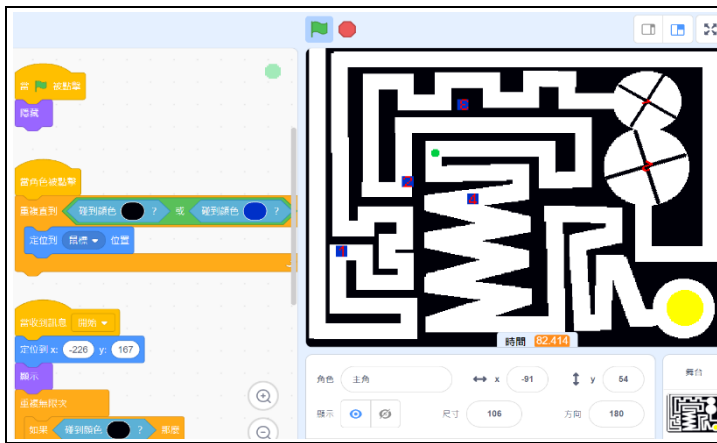 當 被點擊
隱藏
當角色被點擊
重複直到 碰到顏色 ? 或 碰到顏色 ?
定位到 鼠標 位置
當收到訊息 開始
定位到 x: -226 y: 167
顯示
重複無限次
如果 碰到顏色 ? 那麼
3
2
4
1
時間 82.414
角色 主角 x -91 y 54
顯示 尺寸 106 方向 180
舞台